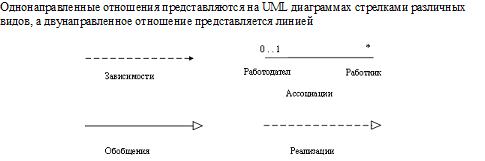 Однонаправленные отношения представляются на UML диаграммах стрелками различных
видов, а двунаправленное отношение представляется линией
0..1 *
Работодател Работник
Зависимости
Ассоциации
Обобщения Реализации